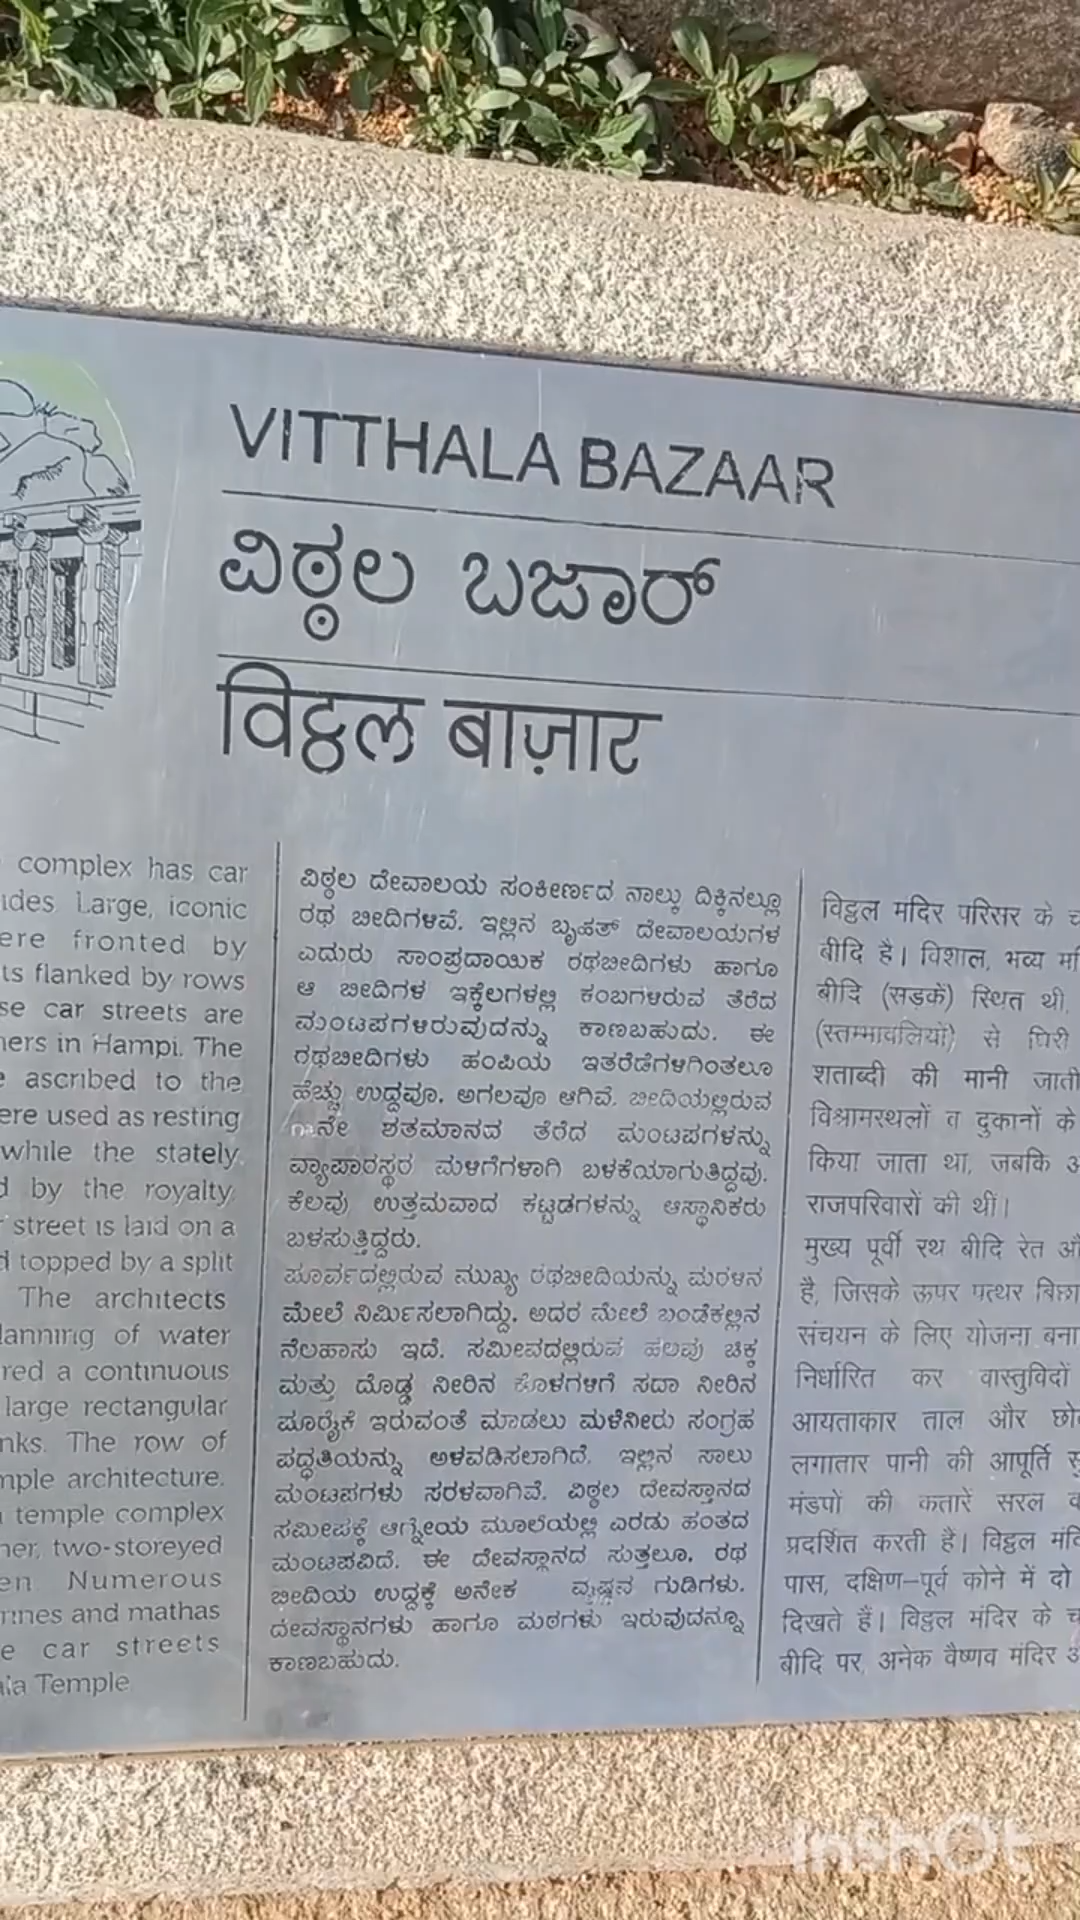 VITTHALA BAZAAR
ವಿಠ್ಠಲ ಬಜಾರ್
विट्ठल बाज़ार
complex has car
Large, iconic
fronted by
flanked by rows
car streets are
in Hampi. The
ascribed to the
used as resting
while the stately
by the royalty
street is laid on a
topped by a split
The architects
of water
a continuous
large rectangular
The row of
architecture.
temple complex
two-storeyed
Numerous
and mathas
car streets
Temple
ವಿಠ್ಠಲ ದೇವಾಲಯ ಸಂಕೀರ್ಣದ ನಾಲ್ಕು ದಿಕ್ಕಿನಲ್ಲೂ
ರಥ ಬೀದಿಗಳಿವೆ. ಇಲ್ಲಿನ ಬೃಹತ್ ದೇವಾಲಯಗಳ
ಎದುರು ಸಾಂಪ್ರದಾಯಿಕ ರಥಬೀದಿಗಳು ಹಾಗೂ
ಆ ಬೀದಿಗಳ ಇಕ್ಕೆಲಗಳಲ್ಲಿ ಕಂಬಗಳಿರುವ ತೆರೆದ
ಮಂಟಪಗಳಿರುವುದನ್ನು ಕಾಣಬಹುದು. ಈ
ರಥಬೀದಿಗಳು ಹಂಪಿಯ ಇತರೆಡೆಗಳಿಗಿಂತಲೂ
ಹೆಚ್ಚು ಉದ್ದವೂ, ಅಗಲವೂ ಆಗಿವೆ. ಬೀದಿಯಲ್ಲಿರುವ
ನೇ ಶತಮಾನದ ತೆರೆದ ಮಂಟಪಗಳನ್ನು
ವ್ಯಾಪಾರಸ್ಥರ ಮಳಿಗೆಗಳಾಗಿ ಬಳಕೆಯಾಗುತಿದ್ದವು.
ಕೆಲವು ಉತ್ತಮವಾದ ಕಟ್ಟಡಗಳನ್ನು ಆಸ್ಥಾನಿಕರು
ಬಳಸುತ್ತಿದ್ದರು.
ಪೂರ್ವದಲ್ಲಿರುವ ಮುಖ್ಯ ರಥಬೀದಿಯನ್ನು ಮರಳಿನ
ಮೇಲೆ ನಿರ್ಮಿಸಲಾಗಿದ್ದು, ಅದರ ಮೇಲೆ ಬಂಡೆಕಲ್ಲಿನ
ನೆಲಹಾಸು ಇದೆ. ಸಮೀಪದಲ್ಲಿರುವ ಹಲವು ಚಿಕ್ಕ
ಮತ್ತು ದೊಡ್ಡ ನೀರಿನ ಕೊಳಗಳಿಗೆ ಸದಾ ನೀರಿನ
ಪೂರೈಕೆ ಇರುವಂತೆ ಮಾಡಲು ಮಳೆನೀರು ಸಂಗ್ರಹ
ಪದ್ಧತಿಯನ್ನು ಅಳವಡಿಸಲಾಗಿದೆ. ಇಲ್ಲಿನ ಸಾಲು
ಮಂಟಪಗಳು ಸರಳವಾಗಿವೆ. ವಿಠ್ಠಲ ದೇವಸ್ತಾನದ
ಸಮೀಪಕ್ಕೆ ಆಗ್ನೇಯ ಮೂಲೆಯಲ್ಲಿ ಎರಡು ಹಂತದ
ಮಂಟಪವಿದೆ. ಈ ದೇವಸ್ಥಾನದ ಸುತ್ತಲೂ, ರಥ
ಬೀದಿಯ ಉದ್ದಕ್ಕೆ ಅನೇಕ ಗುಡಿಗಳು.
ದೇವಸ್ಥಾನಗಳು ಹಾಗೂ ಮಠಗಳು ಇರುವುದನ್ನೂ
ಕಾಣಬಹುದು.
विट्ठल मंदिर परिसर के
बीदि है। विशाल, भव्य
बीदि (सड़कें) स्थित थी,
(स्तम्भावलियों) से घिरी
शताब्दी की मानी जाती
विश्रामस्थलों व दुकानों के
किया जाता था, जबकि
राजपरिवारों की थीं।
मुख्य पूर्वी रथ बीदि रेत
है, जिसके ऊपर पत्थर
संचयन के लिए योजना
निर्धारित कर वास्तुविदों
आयताकार ताल और
लगातार पानी की आपूर्ति
मंडपों की कतारें सरल
प्रदर्शित करती हैं। विट्ठल
पास, दक्षिण–पूर्व कोने में दो
दिखते हैं। विट्ठल मंदिर के
बीदि पर, अनेक वैष्णव मंदिर
InShOt